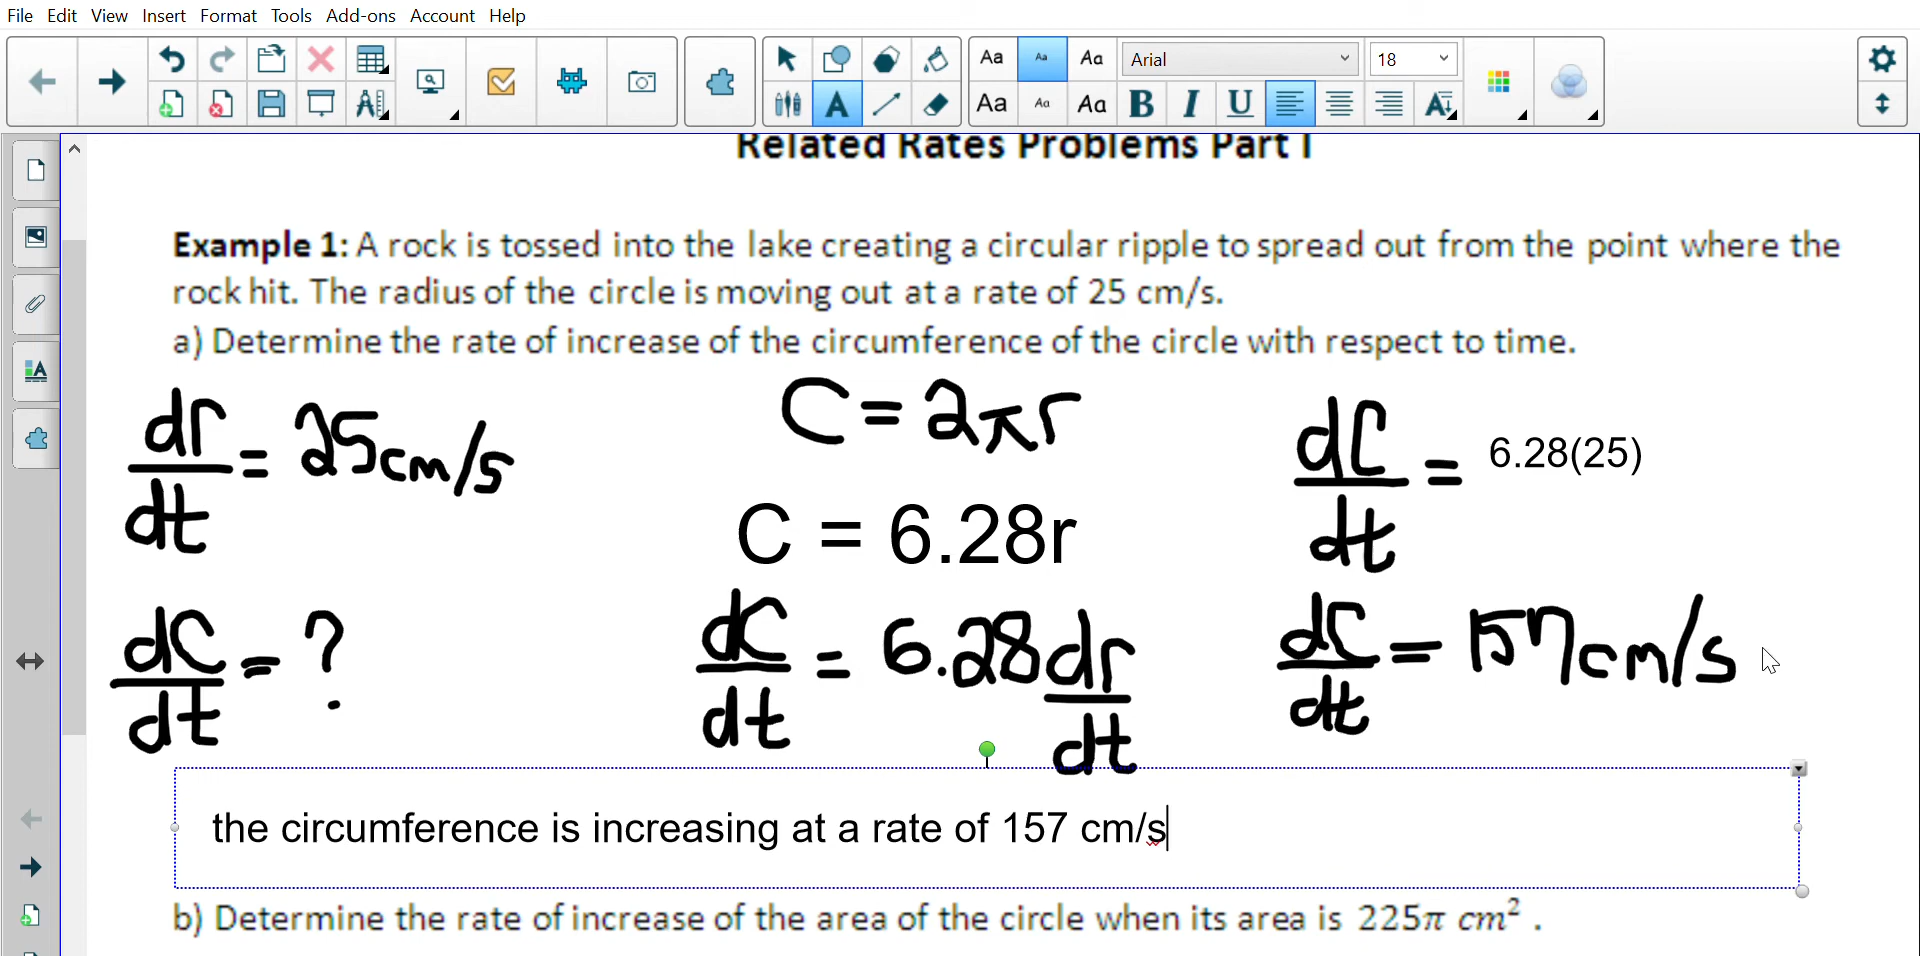 File Edit View Insert Format Tools Add-ons Account Help
Aa Aa Aa Arial 18
A Aa Aa Aa B I U A
Related Rates Problems Part I
Example 1: A rock is tossed into the lake creating a circular ripple to spread out from the point where the
rock hit. The radius of the circle is moving out at a rate of 25 cm/s.
a) Determine the rate of increase of the circumference of the circle with respect to time.
dr/dt = 25cm/s
C = 2πr
dC/dt = 6.28(25)
C = 6.28r
dC/dt = ?
dC/dt = 6.28 dr/dt
dC/dt = 157cm/s
the circumference is increasing at a rate of 157 cm/s
b) Determine the rate of increase of the area of the circle when its area is 225π cm² .